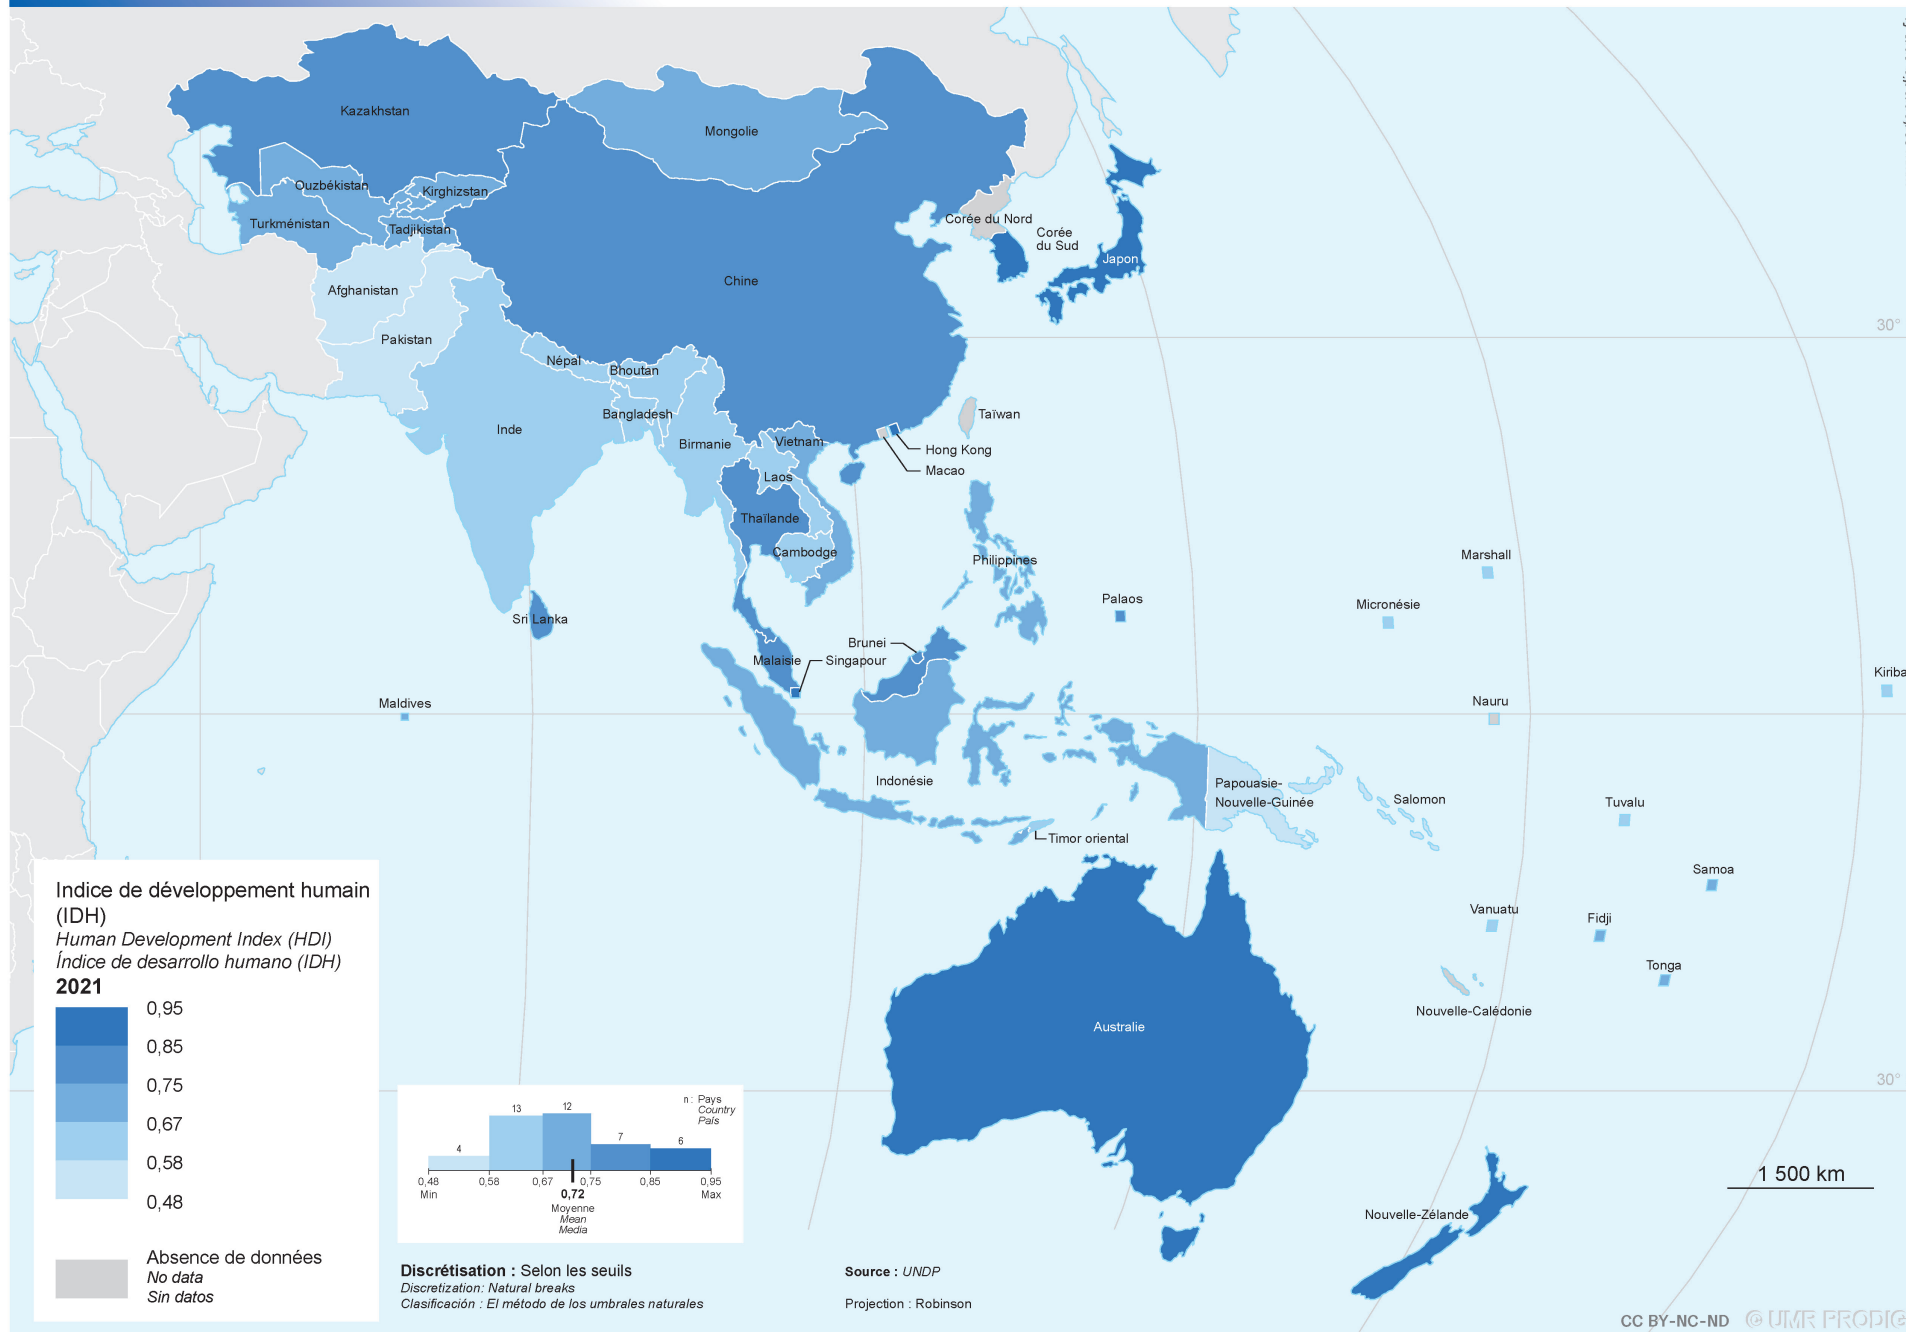 Kazakhstan
Mongolie
Ouzbékistan
Kirghizstan
Turkménistan
Tadjikistan
Corée du Nord
Corée
du Sud
Japon
Chine
Afghanistan
Pakistan
30°
Népal
Bhoutan
Bangladesh
Taïwan
Inde
Birmanie
Vietnam
Hong Kong
Macao
Laos
Thaïlande
Cambodge
Philippines
Marshall
Palaos
Micronésie
Sri Lanka
Brunei
Malaisie
Singapour
Kiriba
Maldives
Nauru
Indonésie
Papouasie-
Nouvelle-Guinée
Salomon
Tuvalu
Timor oriental
Samoa
Vanuatu
Fidji
Tonga
Nouvelle-Calédonie
Australie
30°
Nouvelle-Zélande
1 500 km
Indice de développement humain
(IDH)
Human Development Index (HDI)
Índice de desarrollo humano (IDH)
2021
0,95
0,85
0,75
0,67
0,58
0,48
Absence de données
No data
Sin datos
n : Pays
Country
País
4
13
12
7
6
0,48
0,58
0,67
0,75
0,85
0,95
Min
0,72
Max
Moyenne
Mean
Media
Discrétisation : Selon les seuils
Discretization: Natural breaks
Clasificación : El método de los umbrales naturales
Source : UNDP
Projection : Robinson
CC BY-NC-ND
© UMR PRODIG